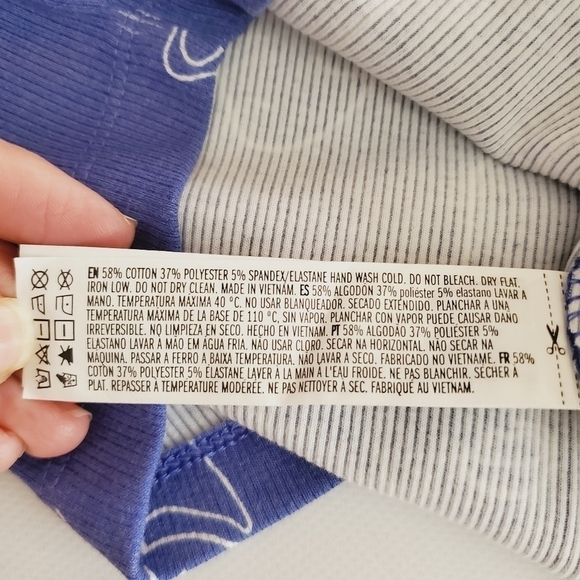 EN 58% COTTON 37% POLYESTER 5% SPANDEX/ELASTANE HAND WASH COLD. DO NOT BLEACH. DRY FLAT.
IRON LOW. DO NOT DRY CLEAN. MADE IN VIETNAM. ES 58% ALGODON 37% poliéster 5% elastano LAVAR A
MANO. TEMPERATURA MÁXIMA 40 °C. NO USAR BLANQUEADOR. SECADO EXTENDIDO. PLANCHAR A UNA
TEMPERATURA MÁXIMA DE LA BASE DE 110 °C, SIN VAPOR. PLANCHAR CON VAPOR PUEDE CAUSAR DAÑO
IRREVERSIBLE. NO LIMPIEZA EN SECO. HECHO EN VIETNAM. PT 58% ALGODÃO 37% POLIÉSTER 5%
ELASTANO LAVAR À MÃO EM ÁGUA FRIA. NÃO USAR CLORO. SECAR NA HORIZONTAL. NÃO SECAR NA
MÁQUINA. PASSAR A FERRO A BAIXA TEMPERATURA. NÃO LAVAR A SECO. FABRICADO NO VIETNAME. FR 58%
COTON 37% POLYESTER 5% ÉLASTANE LAVER À LA MAIN À L'EAU FROIDE. NE PAS BLANCHIR. SECHER À
PLAT. REPASSER À TEMPÉRATURE MODÉRÉE. NE PAS NETTOYER À SEC. FABRIQUÉ AU VIETNAM.